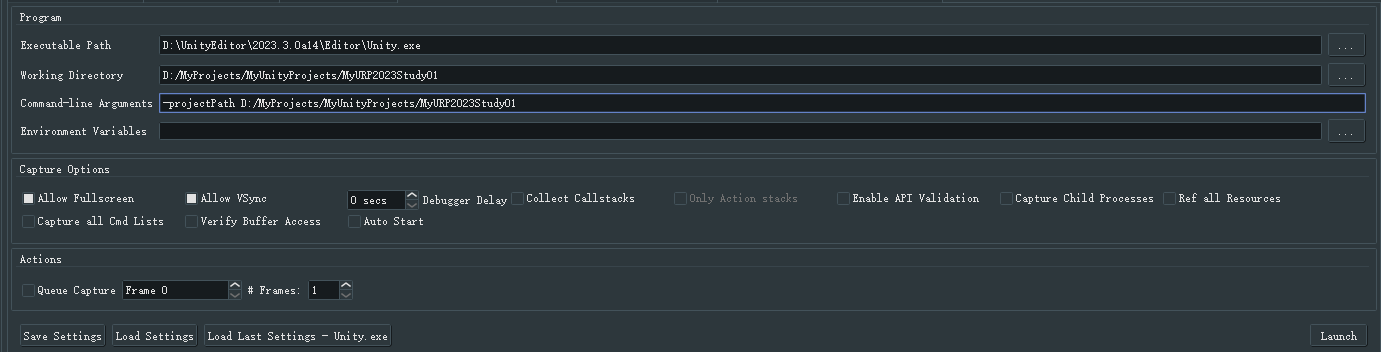 Program
Executable Path D:\UnityEditor\2023.3.0a14\Editor\Unity.exe ...
Working Directory D:/MyProjects/MyUnityProjects/MyURP2023Study01 ...
Command-line Arguments -projectPath D:/MyProjects/MyUnityProjects/MyURP2023Study01
Environment Variables ...
Capture Options
Allow Fullscreen Allow VSync 0 secs Debugger Delay Collect Callstacks Only Action stacks Enable API Validation Capture Child Processes Ref all Resources
Capture all Cmd Lists Verify Buffer Access Auto Start
Actions
Queue Capture Frame 0 # Frames: 1
Save Settings Load Settings Load Last Settings - Unity.exe Launch